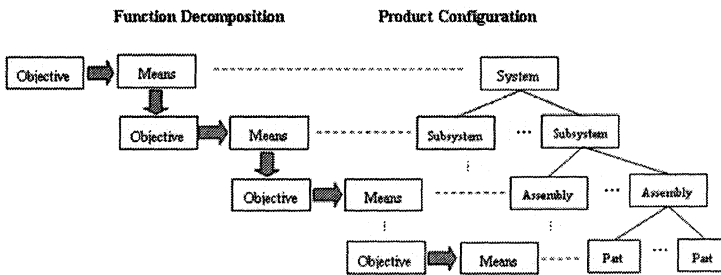 Function Decomposition Product Configuration
Objective Means System
Objective Means Subsystem ... Subsystem
Objective Means Assembly ... Assembly
Objective Means Part ... Part